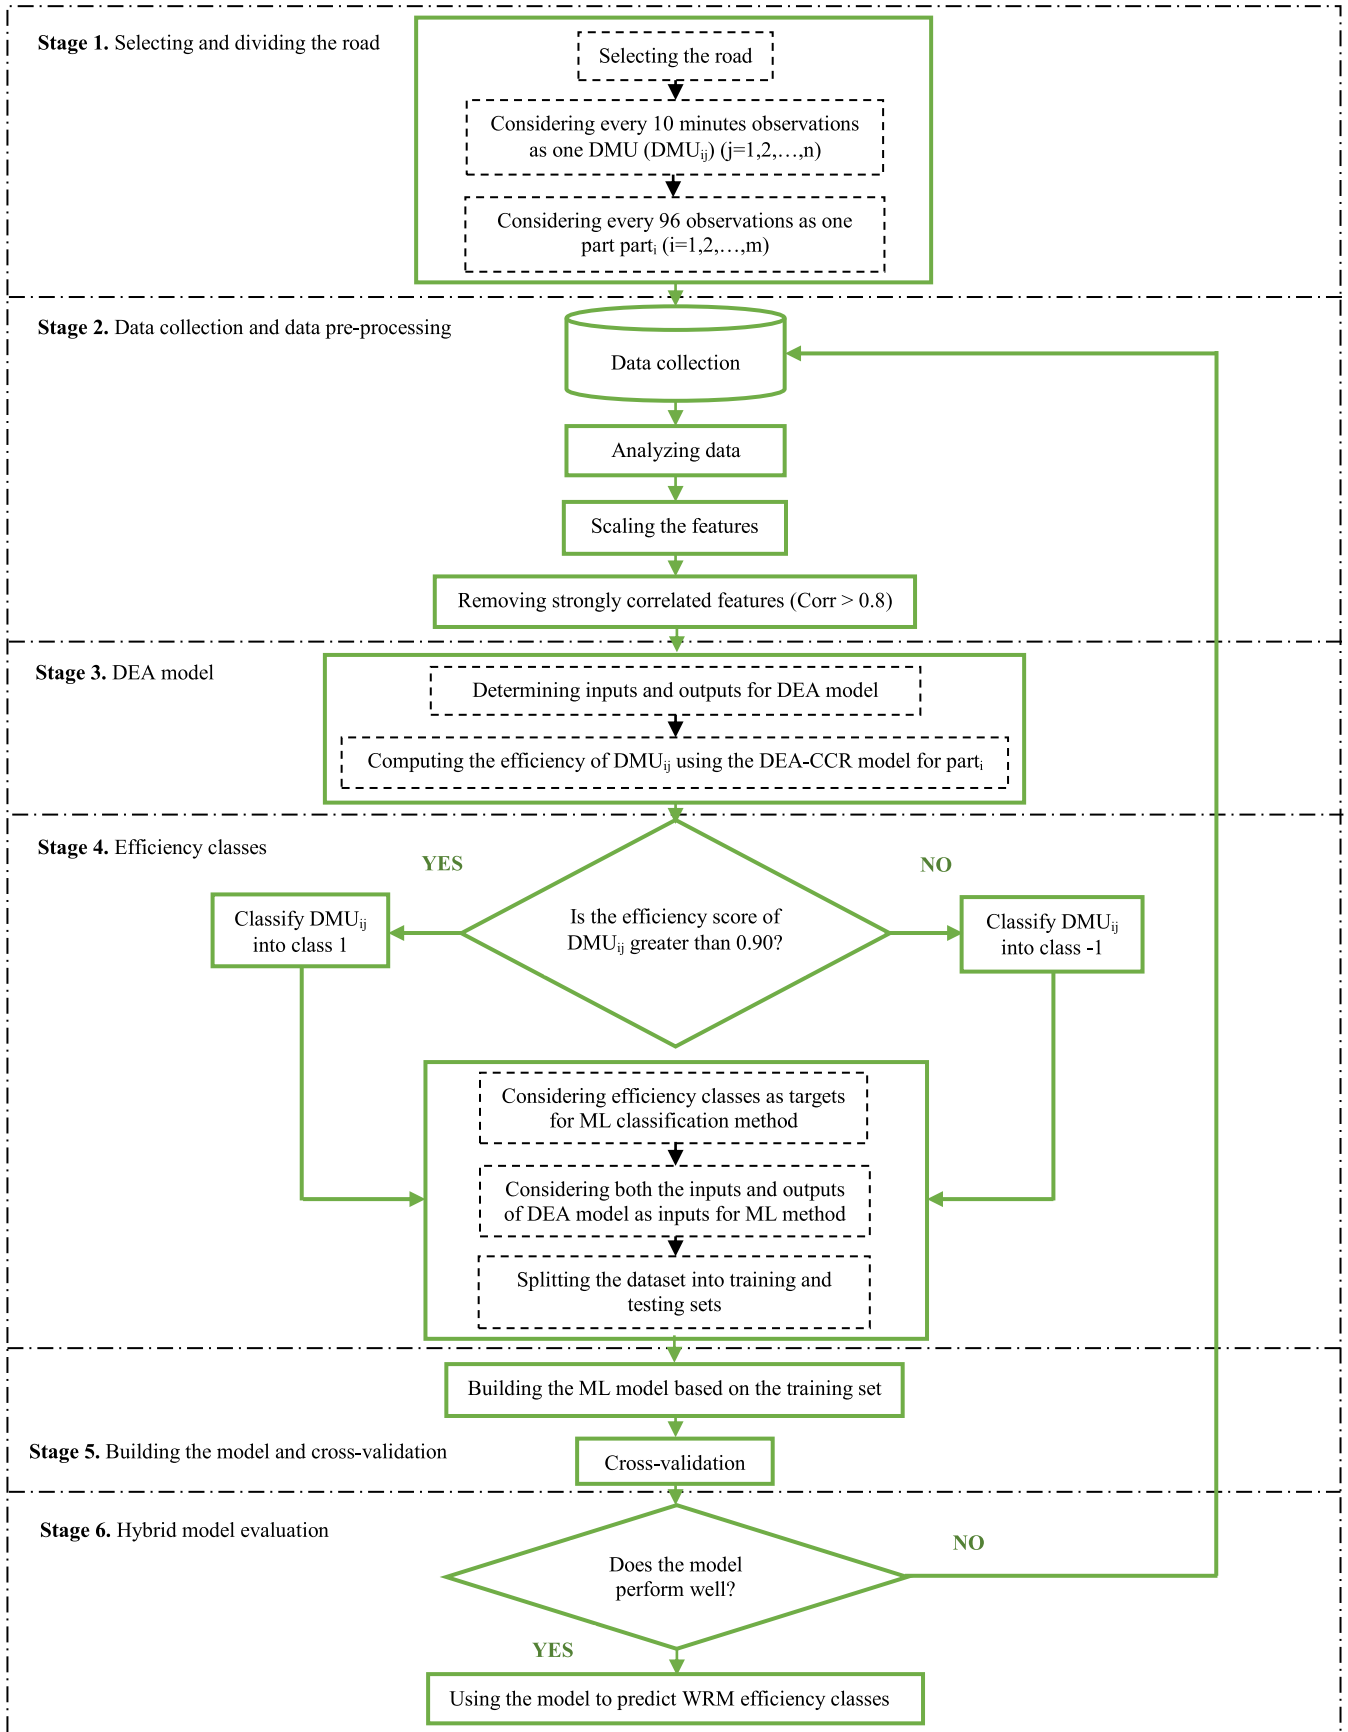 Stage 1. Selecting and dividing the road
Selecting the road
Considering every 10 minutes observations
as one DMU (DMUij) (j=1,2,…,n)
Considering every 96 observations as one
part parti (i=1,2,…,m)
Stage 2. Data collection and data pre-processing
Data collection
Analyzing data
Scaling the features
Removing strongly correlated features (Corr > 0.8)
Stage 3. DEA model
Determining inputs and outputs for DEA model
Computing the efficiency of DMUij using the DEA-CCR model for parti
Stage 4. Efficiency classes
YES
NO
Classify DMUij
into class 1
Is the efficiency score of
DMUij greater than 0.90?
Classify DMUij
into class -1
Considering efficiency classes as targets
for ML classification method
Considering both the inputs and outputs
of DEA model as inputs for ML method
Splitting the dataset into training and
testing sets
Building the ML model based on the training set
Stage 5. Building the model and cross-validation
Cross-validation
Stage 6. Hybrid model evaluation
NO
Does the model
perform well?
YES
Using the model to predict WRM efficiency classes